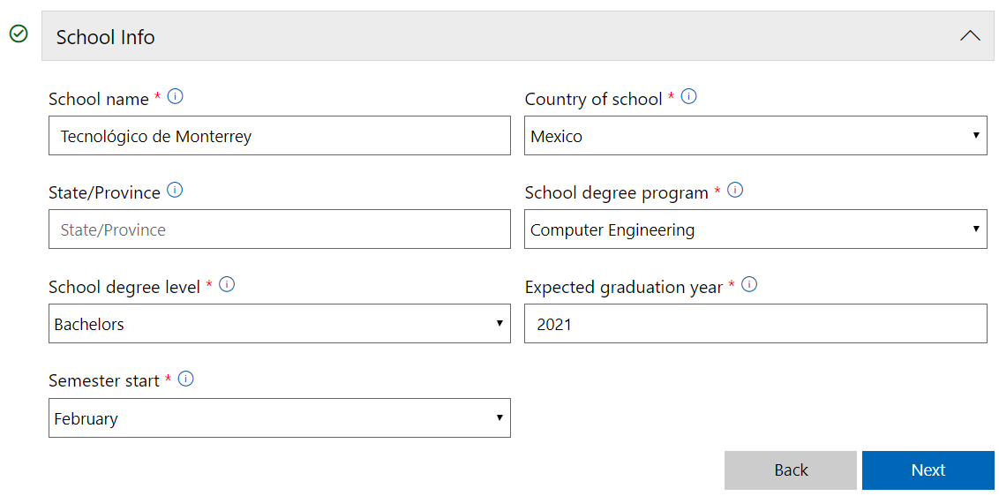 School Info
School name *
Country of school *
Tecnológico de Monterrey
Mexico
State/Province
School degree program *
State/Province
Computer Engineering
School degree level *
Expected graduation year *
Bachelors
2021
Semester start *
February
Back
Next